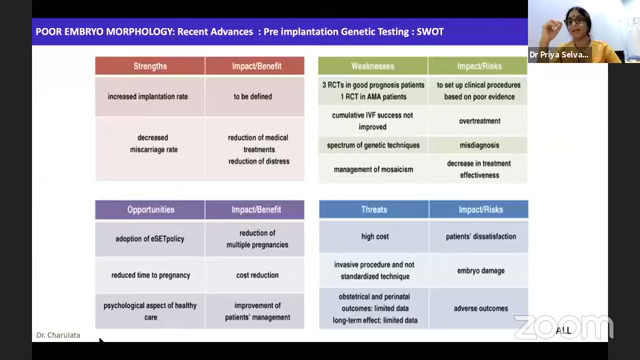 POOR EMBRYO MORPHOLOGY: Recent Advances : Pre implantation Genetic Testing : SWOT
Dr Priya Selva...
Strengths Impact/Benefit
increased implantation rate to be defined
decreased
miscarriage rate
reduction of medical
treatments
reduction of distress
Weaknesses Impact/Risks
3 RCTs in good prognosis patients
1 RCT in AMA patients
to set up clinical procedures
based on poor evidence
cumulative IVF success not
improved
overtreatment
spectrum of genetic techniques misdiagnosis
management of mosaicism
decrease in treatment
effectiveness
Opportunities Impact/Benefit
adoption of eSETpolicy
reduction of
multiple pregnancies
reduced time to pregnancy cost reduction
psychological aspect of healthy
care
improvement of
patients' management
Threats Impact/Risks
high cost patients' dissatisfaction
invasive procedure and not
standardized technique
embryo damage
obstetrical and perinatal
outcomes: limited data
long-term effect: limited data
adverse outcomes
Dr. Charulata
ALL
zoom